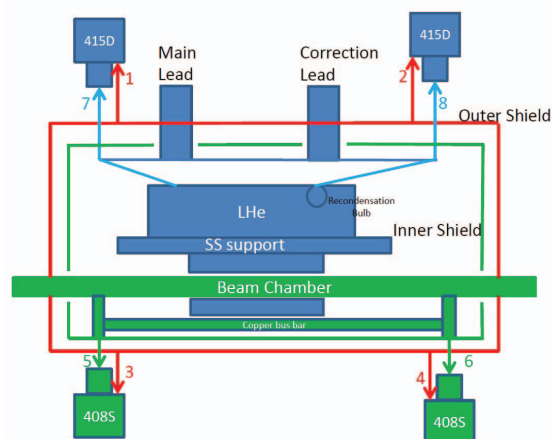 415D
415D
Main
Lead
Correction
Lead
1
2
7
8
Outer Shield
LHe
Recondensation
Bulb
Inner Shield
SS support
Beam Chamber
Copper bus bar
5
3
4
6
408S
408S